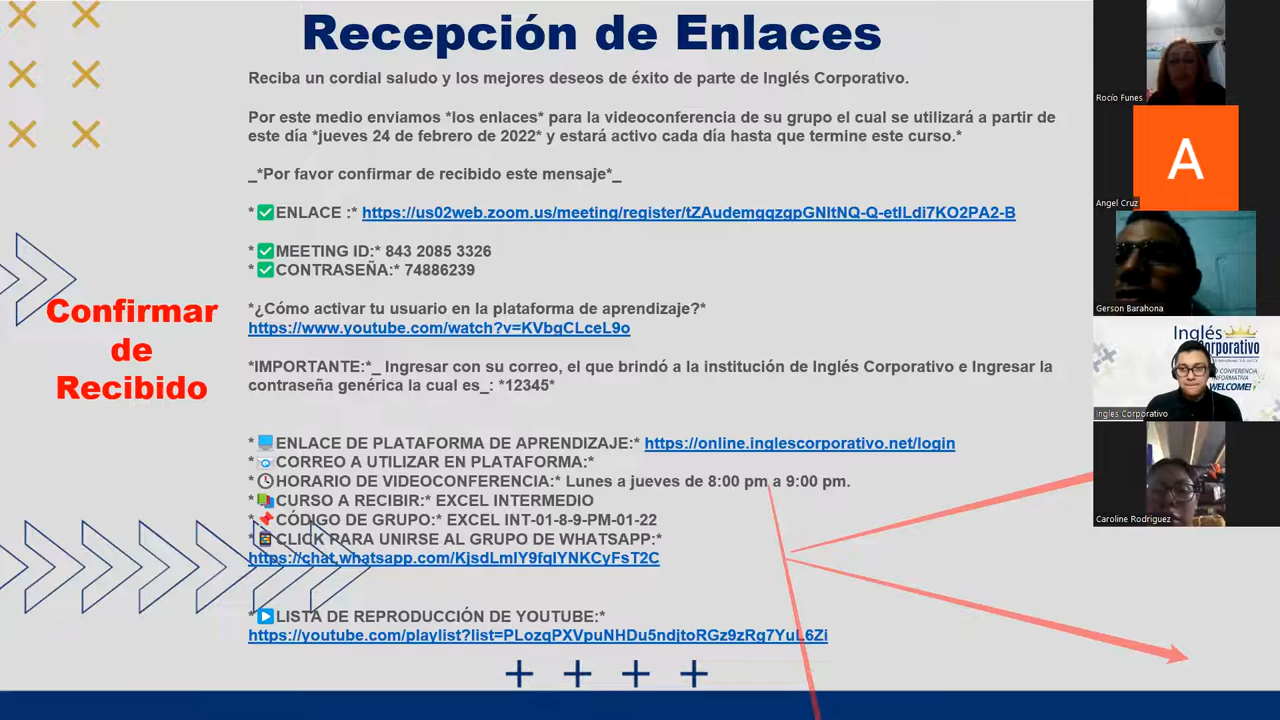 Recepción de Enlaces
Reciba un cordial saludo y los mejores deseos de éxito de parte de Inglés Corporativo.
Por este medio enviamos *los enlaces* para la videoconferencia de su grupo el cual se utilizará a partir de
este día *jueves 24 de febrero de 2022* y estará activo cada día hasta que termine este curso.*
_*Por favor confirmar de recibido este mensaje*_
*✅ENLACE :* https://us02web.zoom.us/meeting/register/tZAudemgqzgpGNItNQ-Q-etILdi7KO2PA2-B
*✅MEETING ID:* 843 2085 3326
*✅CONTRASEÑA:* 74886239
*¿Cómo activar tu usuario en la plataforma de aprendizaje?*
https://www.youtube.com/watch?v=KVbgCLceL9o
*IMPORTANTE:*_ Ingresar con su correo, el que brindó a la institución de Inglés Corporativo e Ingresar la
contraseña genérica la cual es_: *12345*
*🖥️ENLACE DE PLATAFORMA DE APRENDIZAJE:* https://online.inglescorporativo.net/login
*📧CORREO A UTILIZAR EN PLATAFORMA:*
*🕓HORARIO DE VIDEOCONFERENCIA:* Lunes a jueves de 8:00 pm a 9:00 pm.
*📚CURSO A RECIBIR:* EXCEL INTERMEDIO
*📌CÓDIGO DE GRUPO:* EXCEL INT-01-8-9-PM-01-22
*📱CLICK PARA UNIRSE AL GRUPO DE WHATSAPP:*
https://chat.whatsapp.com/KjsdLmIY9fqIYNKCyFsT2C
*▶️LISTA DE REPRODUCCIÓN DE YOUTUBE:*
https://youtube.com/playlist?list=PLozqPXVpuNHDu5ndjtoRGz9zRg7YuL6Zi
Confirmar
de
Recibido
Rocío Funes
A
Angel Cruz
Gerson Barahona
Inglés
Corporativo
CONFERENCIA
INFORMATIVA
WELCOME!
Ingles Corporativo
Caroline Rodriguez